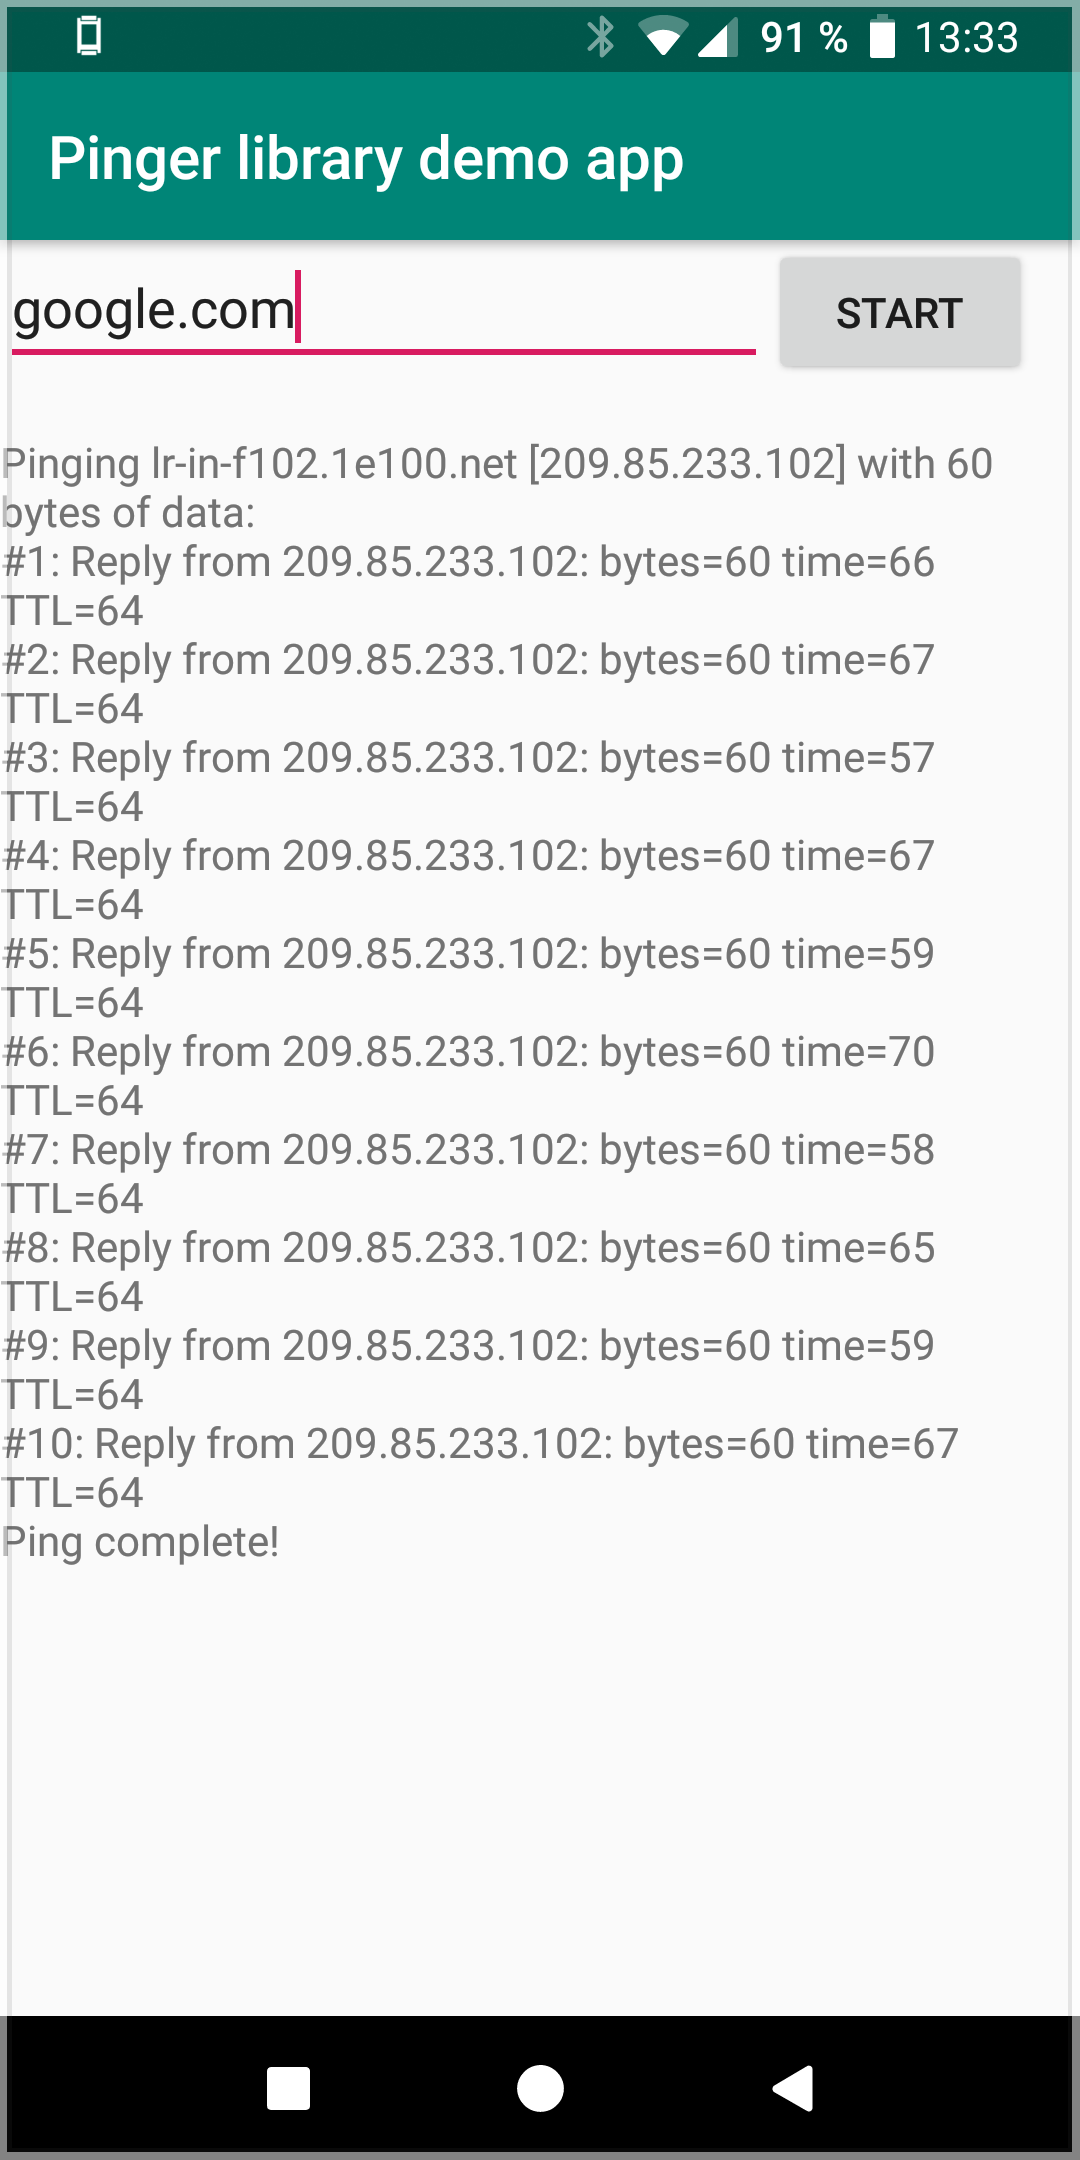 91 % 13:33
Pinger library demo app
google.com START
Pinging lr-in-f102.1e100.net [209.85.233.102] with 60
bytes of data:
#1: Reply from 209.85.233.102: bytes=60 time=66
TTL=64
#2: Reply from 209.85.233.102: bytes=60 time=67
TTL=64
#3: Reply from 209.85.233.102: bytes=60 time=57
TTL=64
#4: Reply from 209.85.233.102: bytes=60 time=67
TTL=64
#5: Reply from 209.85.233.102: bytes=60 time=59
TTL=64
#6: Reply from 209.85.233.102: bytes=60 time=70
TTL=64
#7: Reply from 209.85.233.102: bytes=60 time=58
TTL=64
#8: Reply from 209.85.233.102: bytes=60 time=65
TTL=64
#9: Reply from 209.85.233.102: bytes=60 time=59
TTL=64
#10: Reply from 209.85.233.102: bytes=60 time=67
TTL=64
Ping complete!